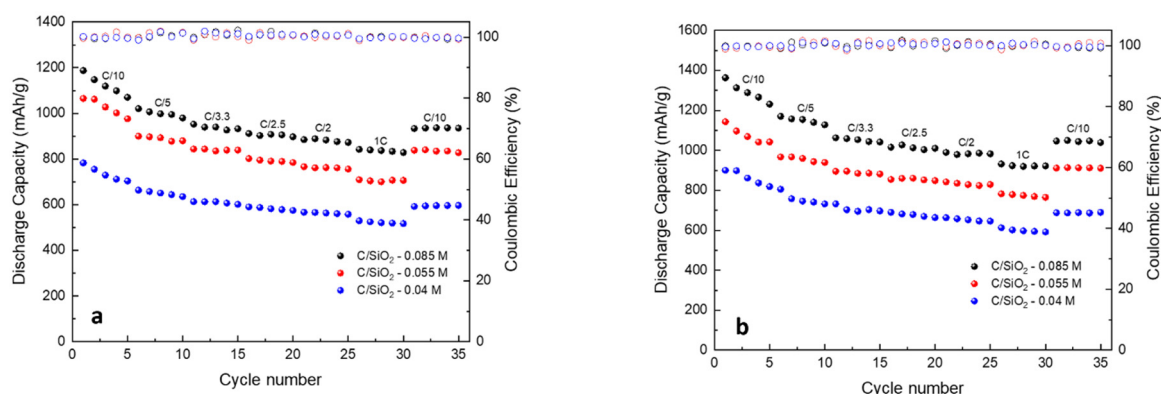 a
Discharge Capacity (mAh/g)
1400
1200
1000
800
600
400
200
0
C/10
C/5
C/3.3
C/2.5
C/2
1C
C/10
C/SiO2 - 0.085 M
C/SiO2 - 0.055 M
C/SiO2 - 0.04 M
100
80
60
40
20
0
Coulombic Efficiency (%)
0 5 10 15 20 25 30 35
Cycle number
b
Discharge Capacity (mAh/g)
1600
1400
1200
1000
800
600
400
200
0
C/10
C/5
C/3.3
C/2.5
C/2
1C
C/10
C/SiO2 - 0.085 M
C/SiO2 - 0.055 M
C/SiO2 - 0.04 M
100
80
60
40
20
0
Coulombic Efficiency (%)
0 5 10 15 20 25 30 35
Cycle number